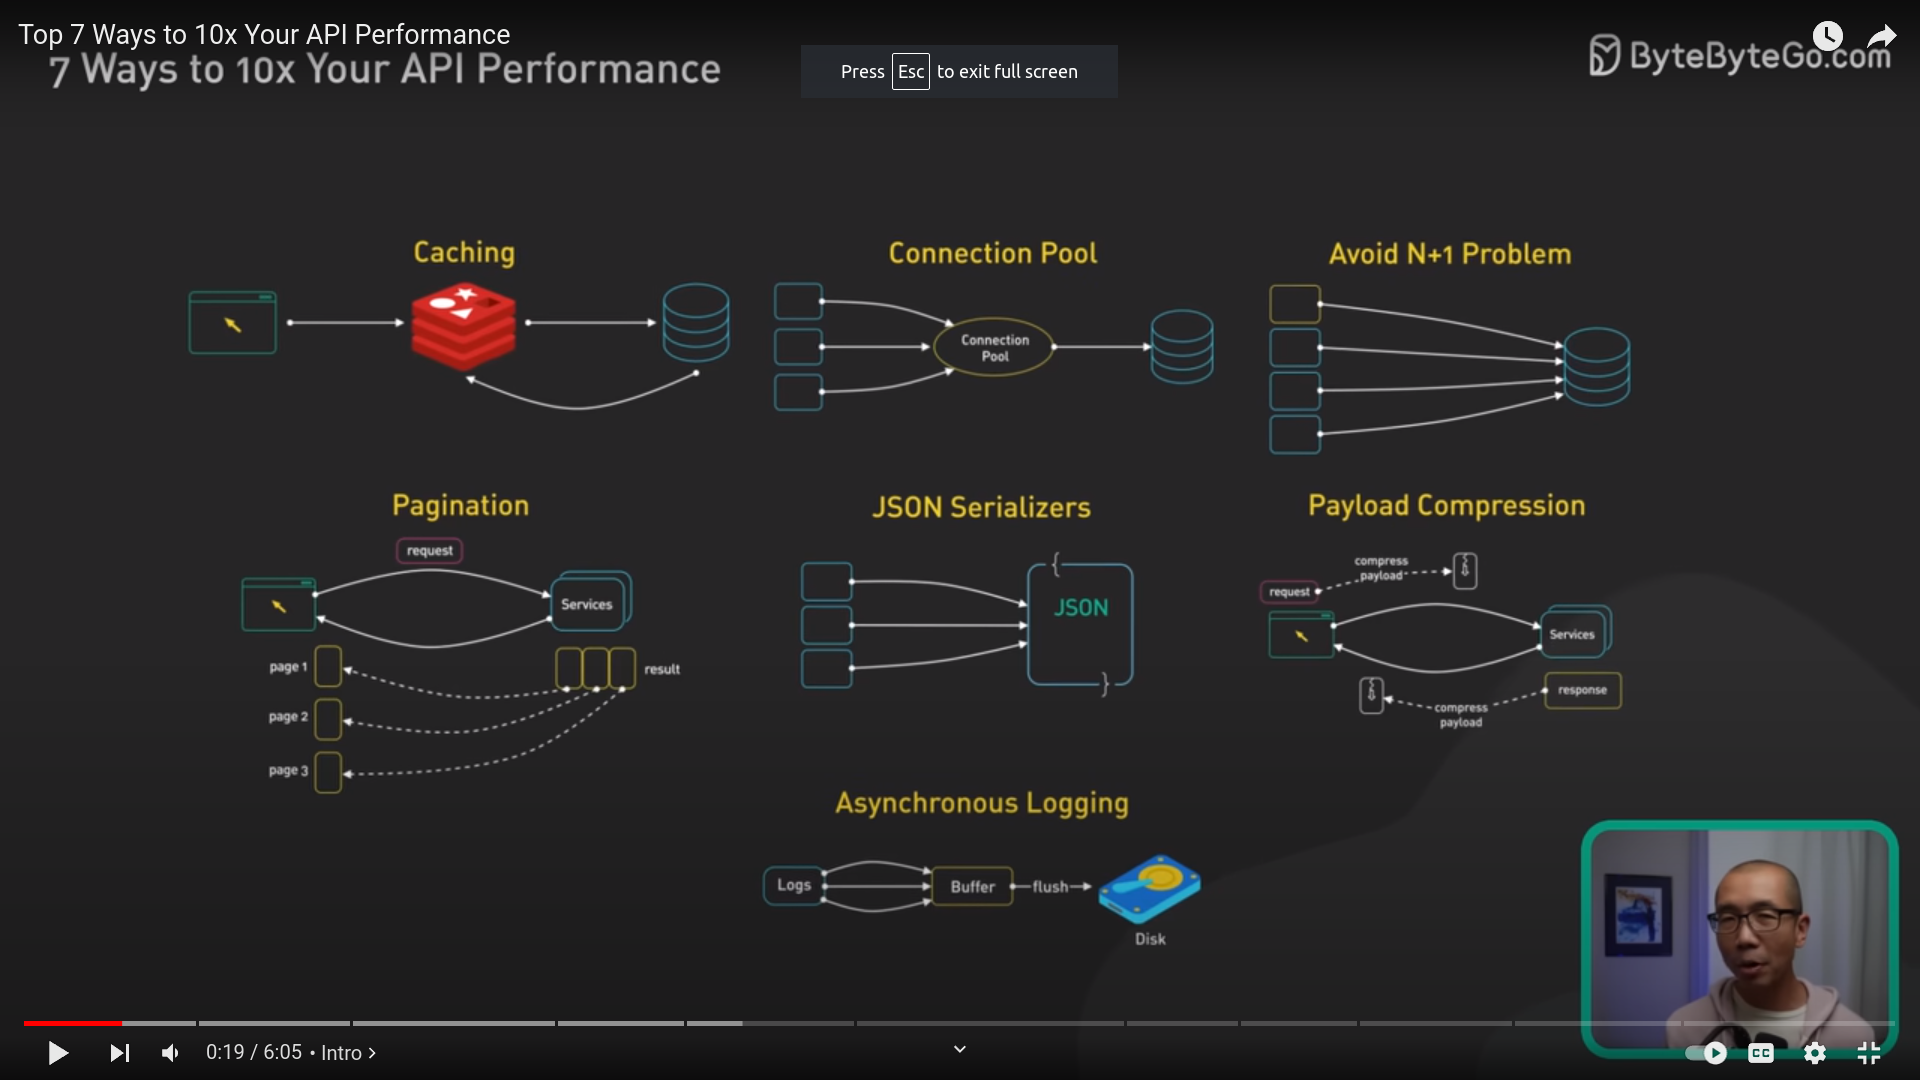 Top 7 Ways to 10x Your API Performance
7 Ways to 10x Your API Performance
Press Esc to exit full screen
ByteByteGo.com
Caching
Connection Pool
Avoid N+1 Problem
Connection
Pool
Pagination
JSON Serializers
Payload Compression
request
Services
page 1
page 2
page 3
result
{
JSON
}
compress
payload
request
Services
response
compress
payload
Asynchronous Logging
Logs
Buffer
flush
Disk
0:19 / 6:05 • Intro >
CC